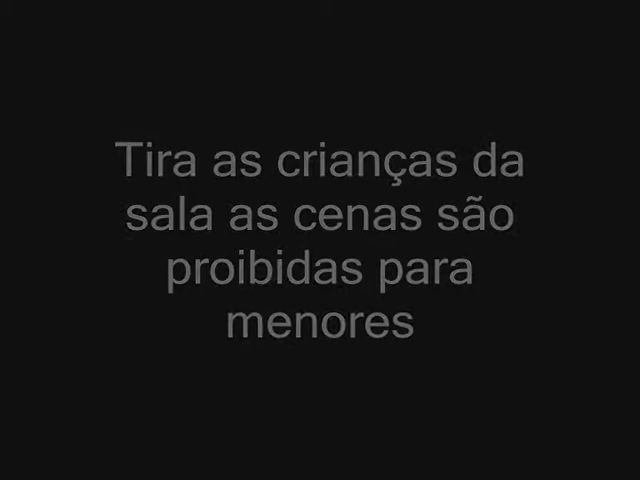 Tira as crianças da
sala as cenas são
proibidas para
menores